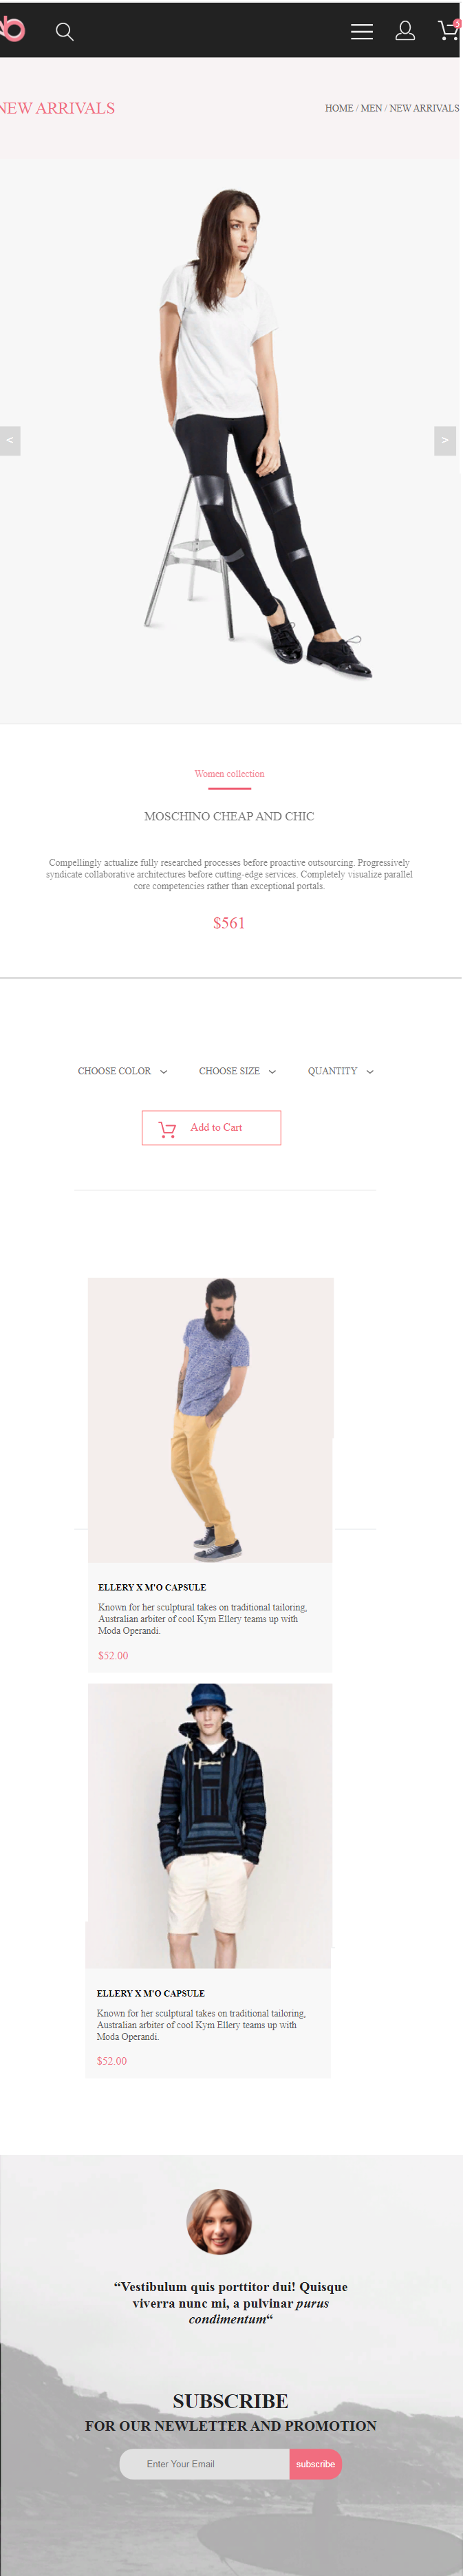 5
NEW ARRIVALS
HOME / MEN / NEW ARRIVALS
<
>
Women collection
MOSCHINO CHEAP AND CHIC
Compellingly actualize fully researched processes before proactive outsourcing. Progressively
syndicate collaborative architectures before cutting-edge services. Completely visualize parallel
core competencies rather than exceptional portals.
$561
CHOOSE COLOR
CHOOSE SIZE
QUANTITY
Add to Cart
ELLERY X M'O CAPSULE
Known for her sculptural takes on traditional tailoring,
Australian arbiter of cool Kym Ellery teams up with
Moda Operandi.
$52.00
ELLERY X M'O CAPSULE
Known for her sculptural takes on traditional tailoring,
Australian arbiter of cool Kym Ellery teams up with
Moda Operandi.
$52.00
“Vestibulum quis porttitor dui! Quisque
viverra nunc mi, a pulvinar purus
condimentum“
SUBSCRIBE
FOR OUR NEWLETTER AND PROMOTION
Enter Your Email
subscribe